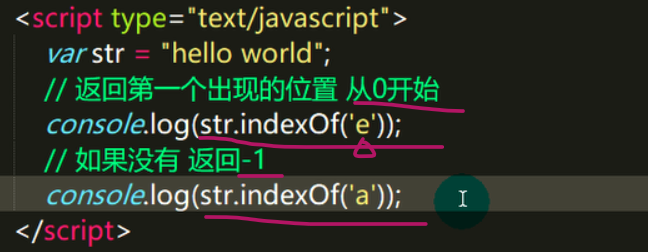 <script type="text/javascript">
var str = "hello world";
// 返回第一个出现的位置 从0开始
console.log(str.indexOf('e'));
// 如果没有 返回-1
console.log(str.indexOf('a'));
</script>